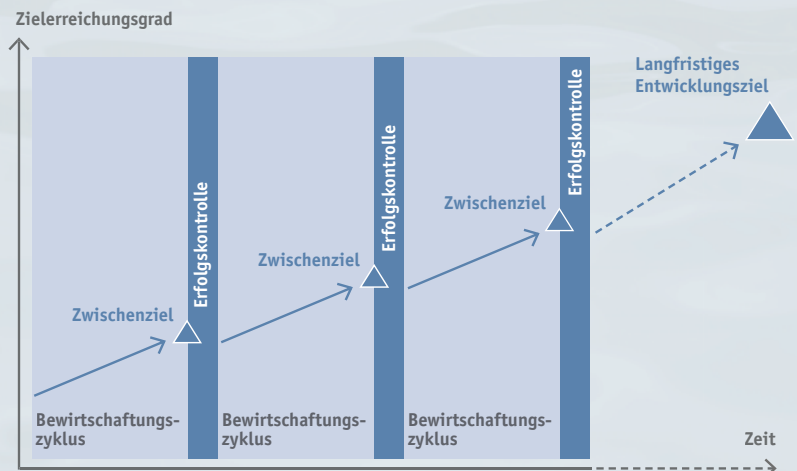 Zielerreichungsgrad
Langfristiges
Entwicklungsziel
Erfolgskontrolle
Erfolgskontrolle
Erfolgskontrolle
Zwischenziel
Zwischenziel
Zwischenziel
Bewirtschaftungs-
zyklus
Bewirtschaftungs-
zyklus
Bewirtschaftungs-
zyklus
Zeit